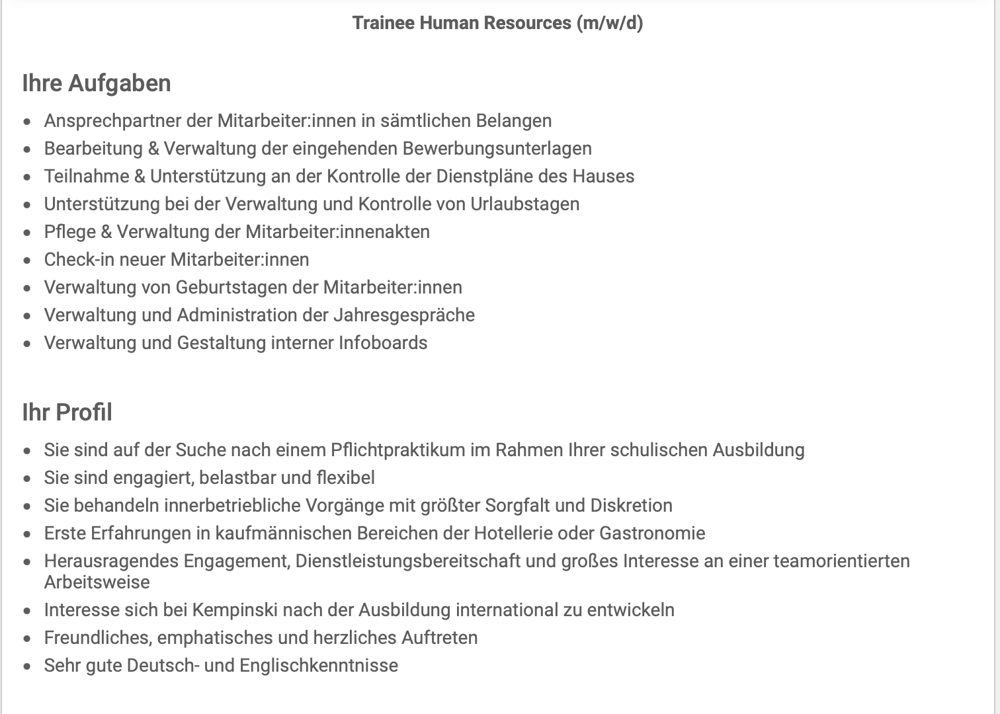 Trainee Human Resources (m/w/d)
Ihre Aufgaben
• Ansprechpartner der Mitarbeiter:innen in sämtlichen Belangen
• Bearbeitung & Verwaltung der eingehenden Bewerbungsunterlagen
• Teilnahme & Unterstützung an der Kontrolle der Dienstpläne des Hauses
• Unterstützung bei der Verwaltung und Kontrolle von Urlaubstagen
• Pflege & Verwaltung der Mitarbeiter:innenakten
• Check-in neuer Mitarbeiter:innen
• Verwaltung von Geburtstagen der Mitarbeiter:innen
• Verwaltung und Administration der Jahresgespräche
• Verwaltung und Gestaltung interner Infoboards
Ihr Profil
• Sie sind auf der Suche nach einem Pflichtpraktikum im Rahmen Ihrer schulischen Ausbildung
• Sie sind engagiert, belastbar und flexibel
• Sie behandeln innerbetriebliche Vorgänge mit größter Sorgfalt und Diskretion
• Erste Erfahrungen in kaufmännischen Bereichen der Hotellerie oder Gastronomie
• Herausragendes Engagement, Dienstleistungsbereitschaft und großes Interesse an einer teamorientierten
Arbeitsweise
• Interesse sich bei Kempinski nach der Ausbildung international zu entwickeln
• Freundliches, emphatisches und herzliches Auftreten
• Sehr gute Deutsch- und Englischkenntnisse